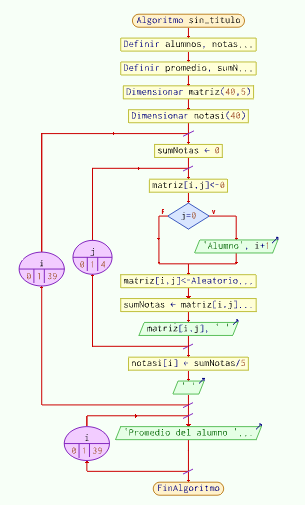 Algoritmo sin_titulo
Definir alumnos, notas...
Definir promedio, sumN...
Dimensionar matriz(40,5)
Dimensionar notasi(40)
sumNotas ← 0
matriz[i,j]<-0
j=0
F
V
'Alumno', i+1
i
0 1 39
j
0 1 4
matriz[i,j]<-Aleatorio...
sumNotas ← matriz[i,j]...
matriz[i,j], ' '
notasi[i] ← sumNotas/5
' '
i
0 1 39
'Promedio del alumno '...
FinAlgoritmo